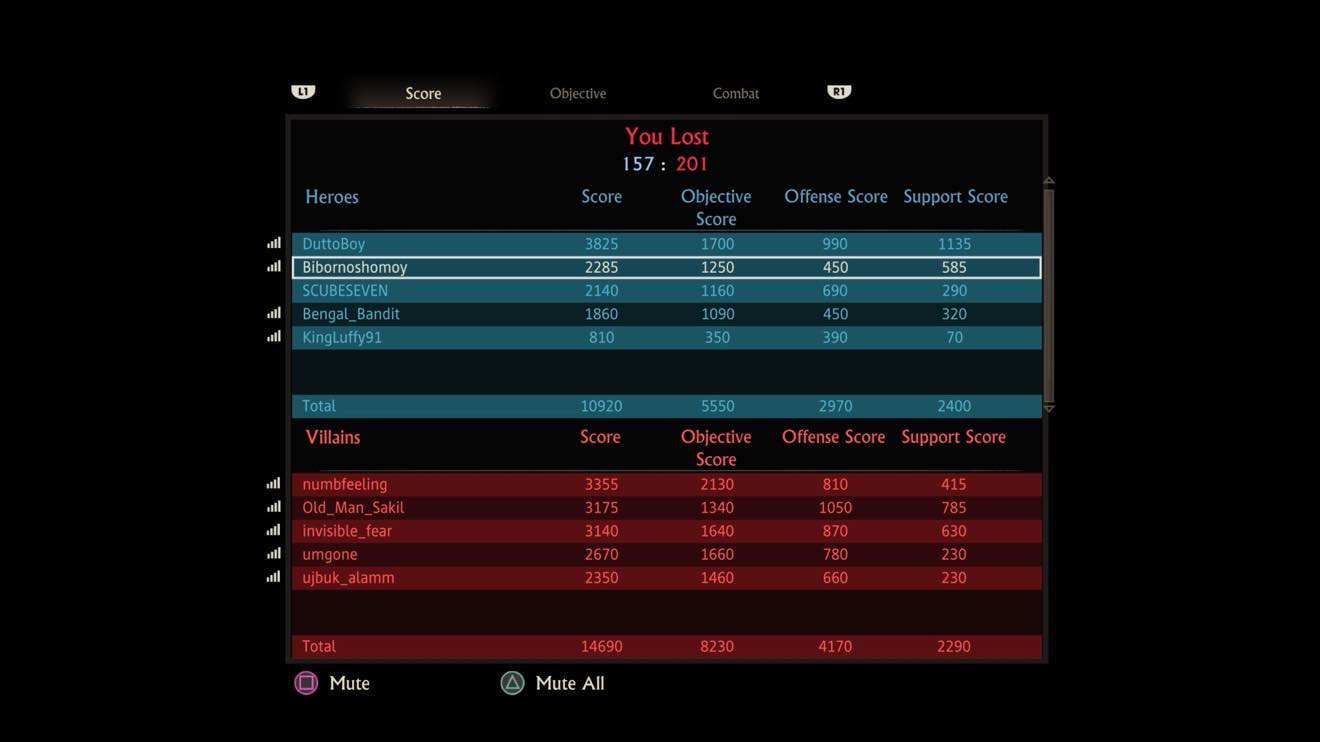 L1 Score Objective Combat R1
You Lost
157 : 201
Heroes Score Objective Score Offense Score Support Score
DuttoBoy 3825 1700 990 1135
Bibornoshomoy 2285 1250 450 585
SCUBESEVEN 2140 1160 690 290
Bengal_Bandit 1860 1090 450 320
KingLuffy91 810 350 390 70
Total 10920 5550 2970 2400
Villains Score Objective Score Offense Score Support Score
numbfeeling 3355 2130 810 415
Old_Man_Sakil 3175 1340 1050 785
invisible_fear 3140 1640 870 630
umgone 2670 1660 780 230
ujbuk_alamm 2350 1460 660 230
Total 14690 8230 4170 2290
Mute Mute All